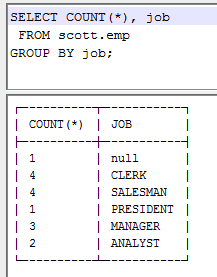 SELECT COUNT(*), job
FROM scott.emp
GROUP BY job;
COUNT(*) | JOB
1 | null
4 | CLERK
4 | SALESMAN
1 | PRESIDENT
3 | MANAGER
2 | ANALYST